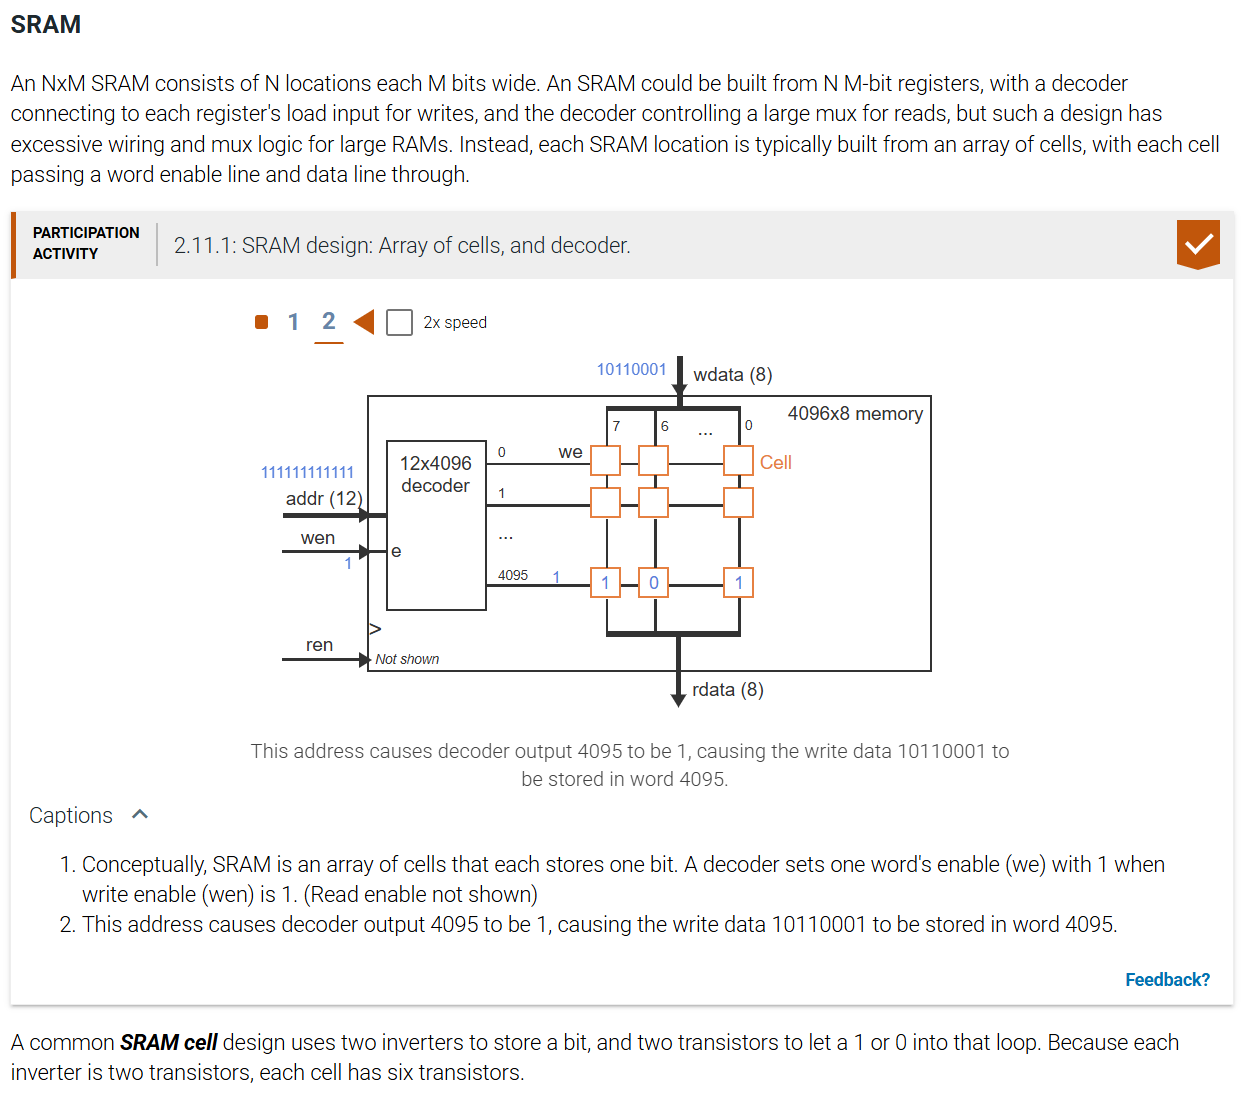 SRAM
An NxM SRAM consists of N locations each M bits wide. An SRAM could be built from N M-bit registers, with a decoder
connecting to each register's load input for writes, and the decoder controlling a large mux for reads, but such a design has
excessive wiring and mux logic for large RAMs. Instead, each SRAM location is typically built from an array of cells, with each cell
passing a word enable line and data line through.
PARTICIPATION
ACTIVITY
2.11.1: SRAM design: Array of cells, and decoder.
1 2 2x speed
10110001 wdata (8)
4096x8 memory
7 6 ... 0
12x4096
decoder
0 we
Cell
111111111111
addr (12)
1
wen
...
e
1
4095 1 1 0 1
>
ren
Not shown
rdata (8)
This address causes decoder output 4095 to be 1, causing the write data 10110001 to
be stored in word 4095.
Captions
1. Conceptually, SRAM is an array of cells that each stores one bit. A decoder sets one word's enable (we) with 1 when
write enable (wen) is 1. (Read enable not shown)
2. This address causes decoder output 4095 to be 1, causing the write data 10110001 to be stored in word 4095.
Feedback?
A common SRAM cell design uses two inverters to store a bit, and two transistors to let a 1 or 0 into that loop. Because each
inverter is two transistors, each cell has six transistors.